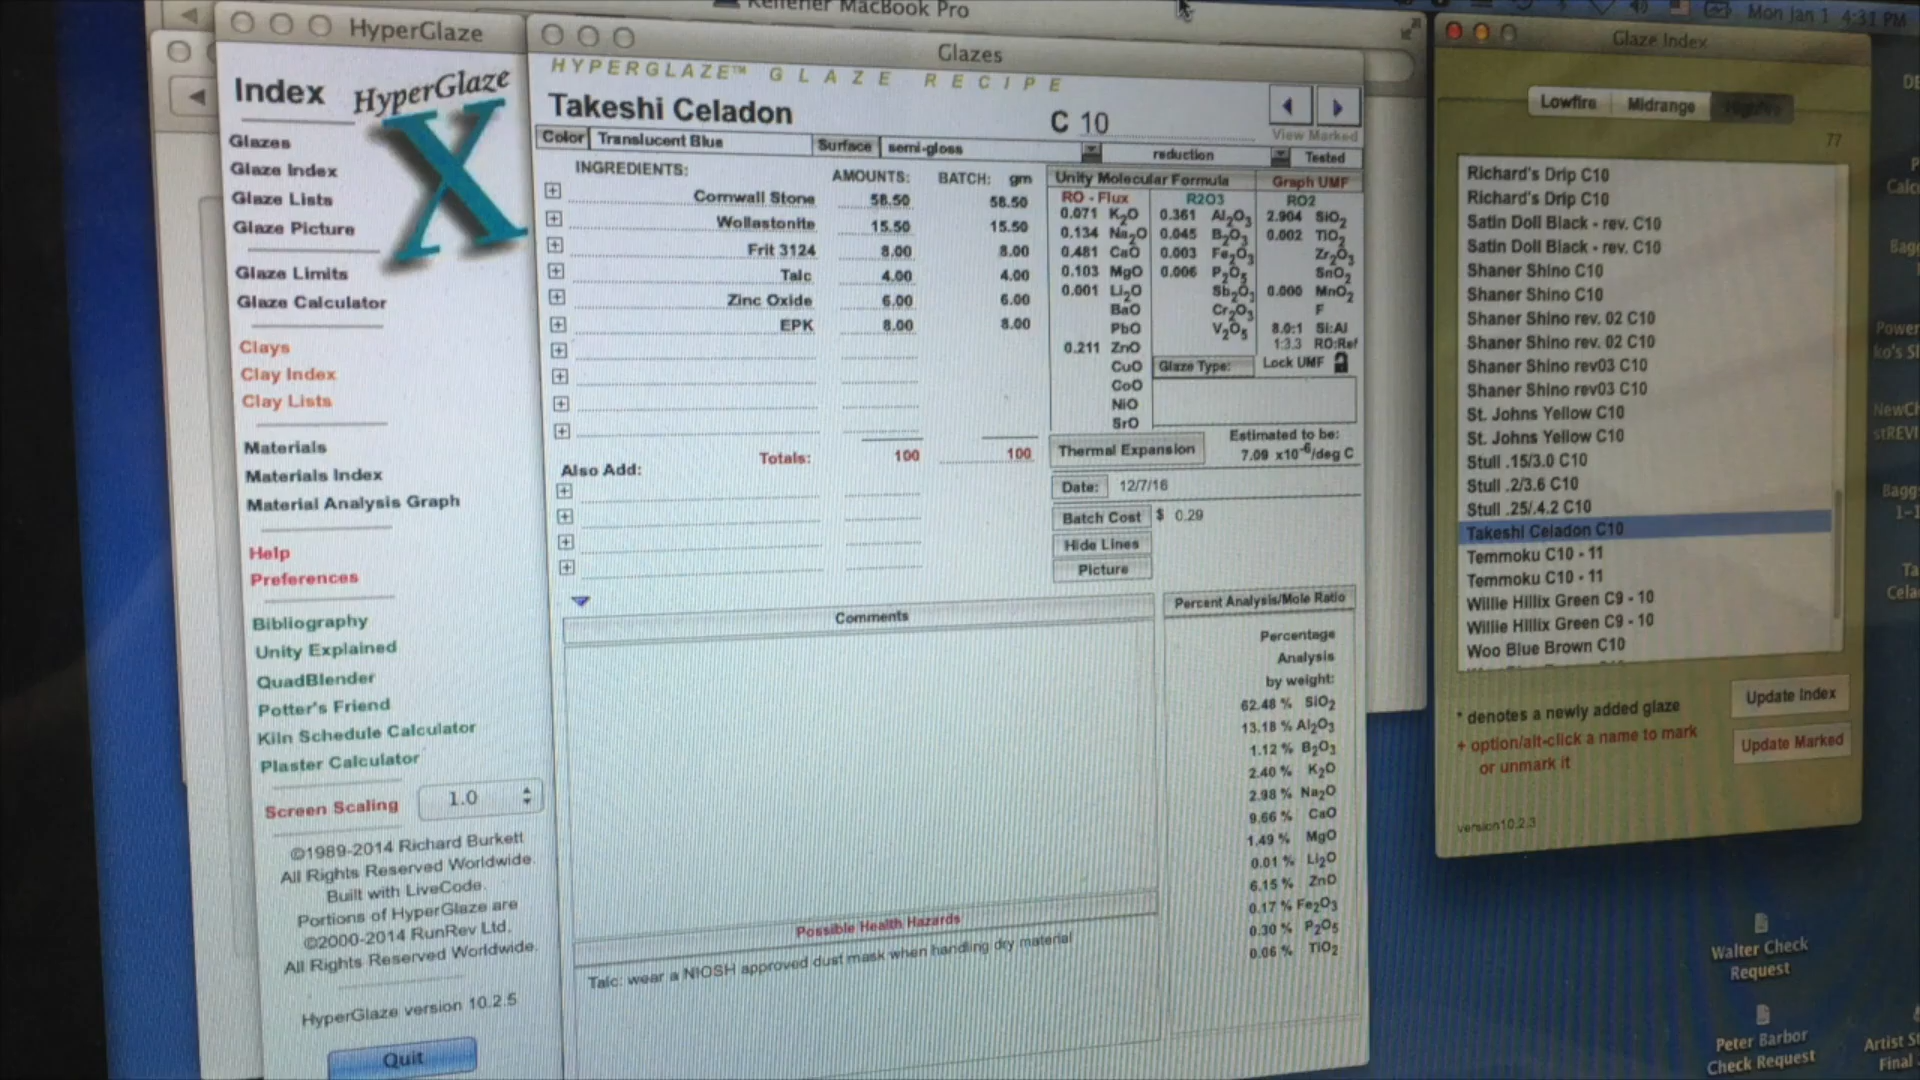 MacBook Pro
Mon Jan 1 4:31 PM
HyperGlaze
Index
HyperGlaze
X
Glazes
Glaze Index
Glaze Lists
Glaze Picture
Glaze Limits
Glaze Calculator
Clays
Clay Index
Clay Lists
Materials
Materials Index
Material Analysis Graph
Help
Preferences
Bibliography
Unity Explained
QuadBlender
Potter's Friend
Kiln Schedule Calculator
Plaster Calculator
Screen Scaling 1.0
©1989-2014 Richard Burkett
All Rights Reserved Worldwide.
Built with LiveCode.
Portions of HyperGlaze are
©2000-2014 RunRev Ltd.
All Rights Reserved Worldwide.
HyperGlaze version 10.2.5
Quit
Glazes
HYPERGLAZE™ GLAZE RECIPE
Takeshi Celadon C 10
View Marked
Color Translucent Blue Surface semi-gloss reduction Tested
INGREDIENTS: AMOUNTS: BATCH: gm
Cornwall Stone 58.50 58.50
Wollastonite 15.50 15.50
Frit 3124 8.00 8.00
Talc 4.00 4.00
Zinc Oxide 6.00 6.00
EPK 8.00 8.00
Totals: 100 100
Also Add:
Unity Molecular Formula Graph UMF
RO - Flux R2O3 RO2
0.071 K2O 0.361 Al2O3 2.904 SiO2
0.134 Na2O 0.045 B2O3 0.002 TiO2
0.481 CaO 0.003 Fe2O3 Zr2O3
0.103 MgO 0.006 P2O5 SnO2
0.001 Li2O Sb2O3 0.000 MnO2
BaO Cr2O3 F
PbO V2O5 8.0:1 Si:Al
0.211 ZnO 1:3.3 RO:Ref
CuO Glaze Type: Lock UMF
CoO
NiO
SrO
Thermal Expansion Estimated to be:
7.09 x10-6/deg C
Date: 12/7/16
Batch Cost $ 0.29
Hide Lines
Picture
Comments
Percent Analysis/Mole Ratio
Percentage
Analysis
by weight:
62.48 % SiO2
13.18 % Al2O3
1.12 % B2O3
2.40 % K2O
2.98 % Na2O
9.66 % CaO
1.49 % MgO
0.01 % Li2O
6.15 % ZnO
0.17 % Fe2O3
0.30 % P2O5
0.06 % TiO2
Possible Health Hazards
Talc: wear a NIOSH approved dust mask when handling dry material
Glaze Index
Lowfire Midrange
77
Richard's Drip C10
Richard's Drip C10
Satin Doll Black - rev. C10
Satin Doll Black - rev. C10
Shaner Shino C10
Shaner Shino C10
Shaner Shino rev. 02 C10
Shaner Shino rev. 02 C10
Shaner Shino rev03 C10
Shaner Shino rev03 C10
St. Johns Yellow C10
St. Johns Yellow C10
Stull .15/3.0 C10
Stull .2/3.6 C10
Stull .25/.4.2 C10
Takeshi Celadon C10
Temmoku C10 - 11
Temmoku C10 - 11
Willie Hillix Green C9 - 10
Willie Hillix Green C9 - 10
Woo Blue Brown C10
* denotes a newly added glaze
+ option/alt-click a name to mark
or unmark it
Update Index
Update Marked
version10.2.3
Walter Check
Request
Peter Barbor
Check Request
Artist
Final